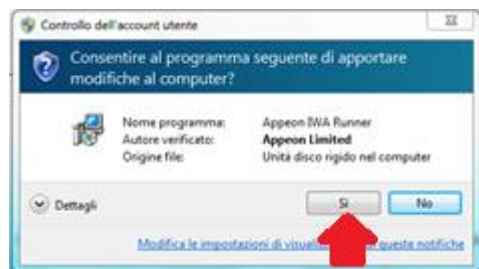 Controllo dell'account utente
Consentire al programma seguente di apportare
modifiche al computer?
Nome programma: Appeon IWA Runner
Autore verificato: Appeon Limited
Origine file: Unità disco rigido nel computer
Dettagli
Sì No
Modifica le impostazioni di queste notifiche